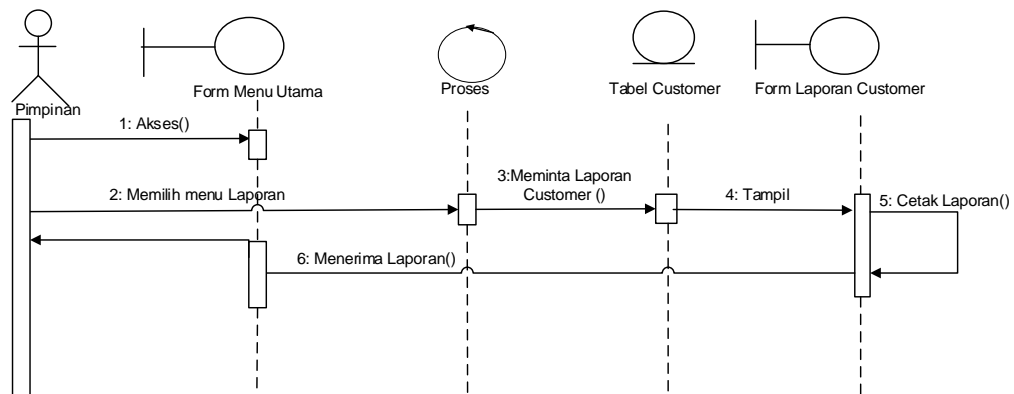 Pimpinan
Form Menu Utama
Proses
Tabel Customer
Form Laporan Customer
1: Akses()
2: Memilih menu Laporan
3:Meminta Laporan
Customer ()
4: Tampil
5: Cetak Laporan()
6: Menerima Laporan()